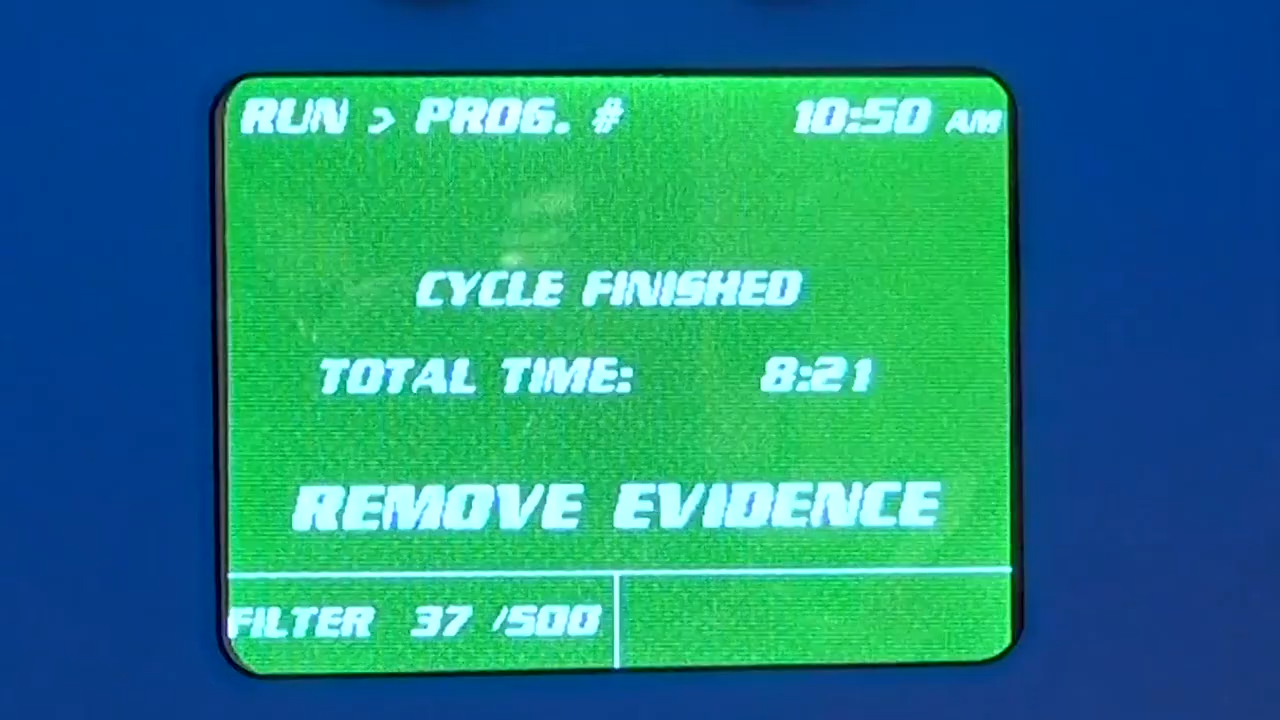 RUN > PROG. # 10:50 AM
CYCLE FINISHED
TOTAL TIME: 8:21
REMOVE EVIDENCE
FILTER 37 /500